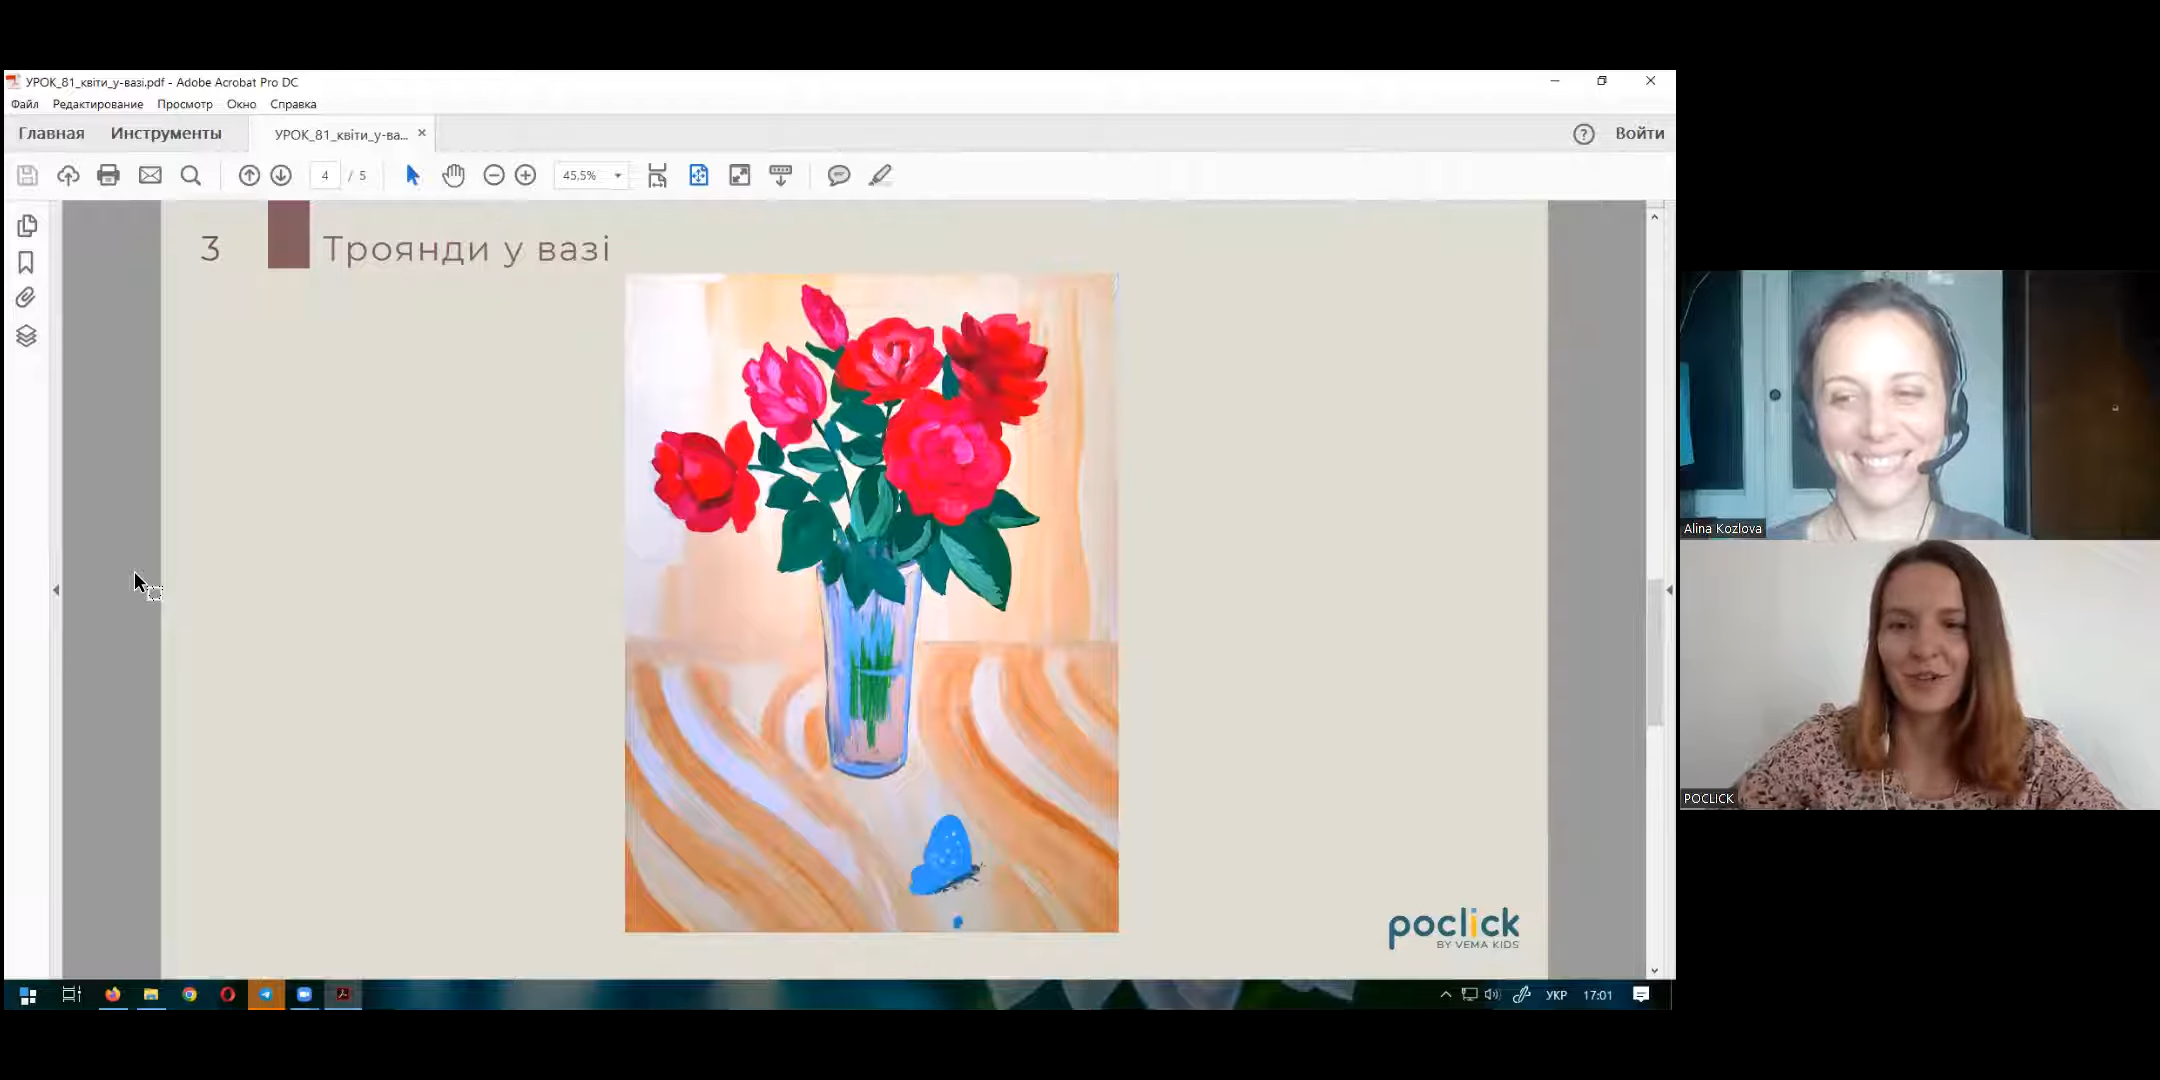 УРОК_81_квіти_у-вазі.pdf - Adobe Acrobat Pro DC
Файл Редактирование Просмотр Окно Справка
Главная Инструменты УРОК_81_квіти_у-ва... × Войти
4 / 5 45,5%
3 Троянди у вазі
Alina Kozlova
POCLICK
poclick
BY VEMA KIDS
УКР 17:01